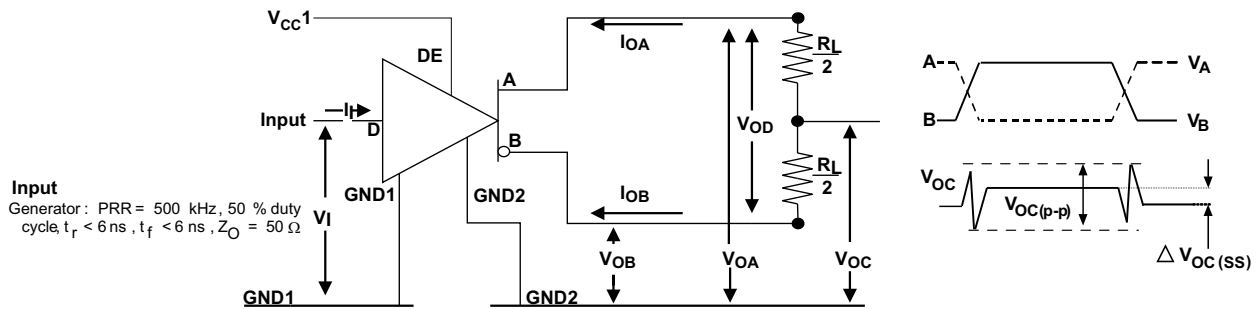 VCC1
DE
IOA
A
RL
2
Input
II
D
B
VOD
RL
2
GND1
GND2
IOB
Input
Generator: PRR = 500 kHz, 50 % duty
cycle, tr < 6 ns, tf < 6 ns, ZO = 50 Ω
VI
VOB
VOA
VOC
GND1
GND2
A
VA
B
VB
VOC
VOC(p-p)
△ VOC(SS)